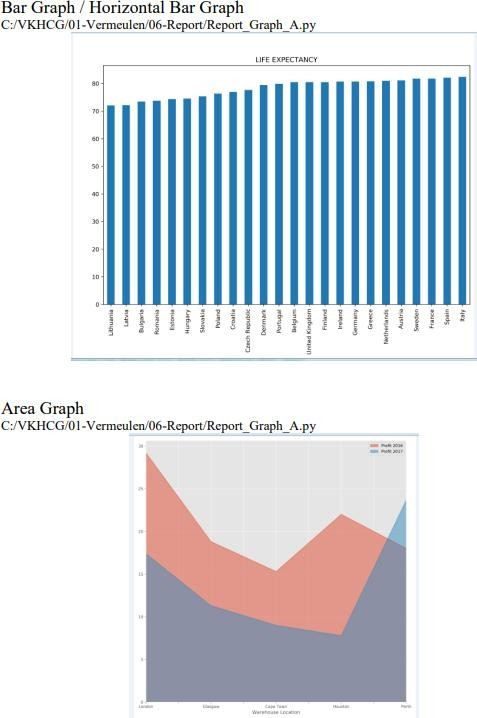 Bar Graph / Horizontal Bar Graph
C:/VKHCG/01-Vermeulen/06-Report/Report_Graph_A.py
LIFE EXPECTANCY
80
70
60
50
40
30
20
10
0
Lithuania Latvia Bulgaria Romania Estonia Hungary Slovakia Poland Croatia Czech Republic Denmark Portugal Belgium United Kingdom Finland Ireland Germany Greece Netherlands Austria Sweden France Spain Italy
Area Graph
C:/VKHCG/01-Vermeulen/06-Report/Report_Graph_A.py
Profit 2016
Profit 2017
30
25
20
15
10
5
0
London Glasgow Cape Town Houston Perth
Warehouse Location